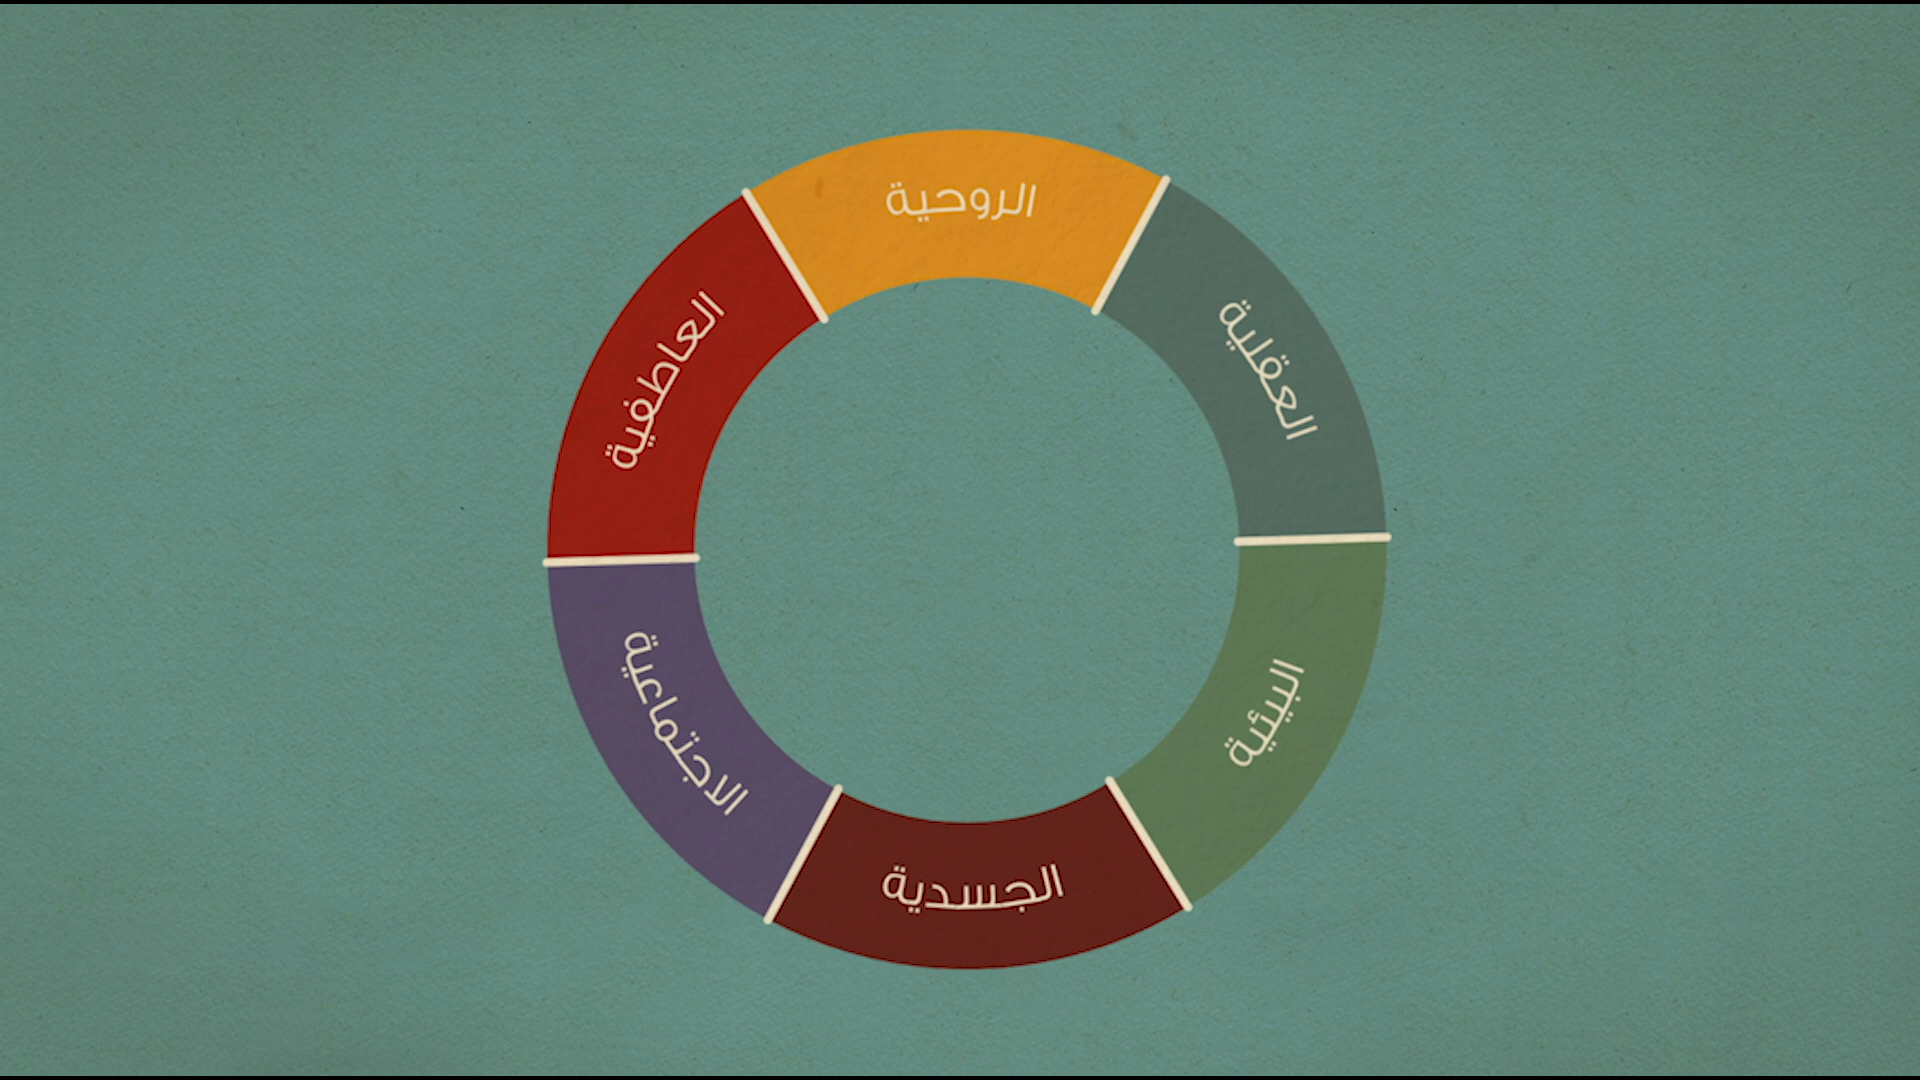 الروحية
العقلية
البيئية
الجسدية
الاجتماعية
العاطفية